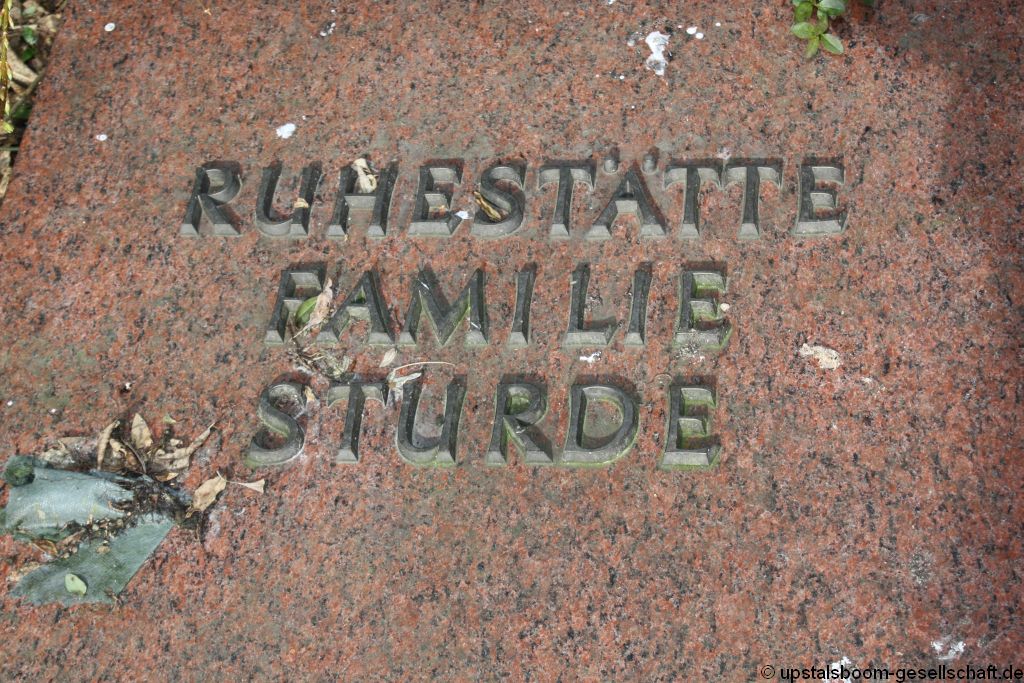 RUHESTÄTTE
FAMILIE
STURDE
© upstalsboom-gesellschaft.de